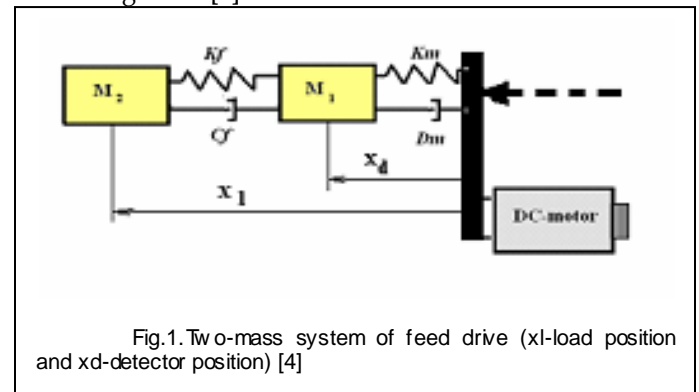 Kf
Km
M2
M1
Cf
Dm
xd
x1
DC-motor
Fig.1.Two-mass system of feed drive (xl-load position
and xd-detector position) [4]